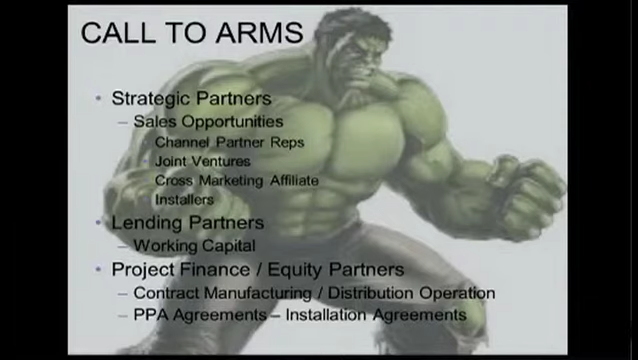 CALL TO ARMS
• Strategic Partners
– Sales Opportunities
Channel Partner Reps
Joint Ventures
Cross Marketing Affiliate
Installers
• Lending Partners
– Working Capital
• Project Finance / Equity Partners
– Contract Manufacturing / Distribution Operation
– PPA Agreements – Installation Agreements